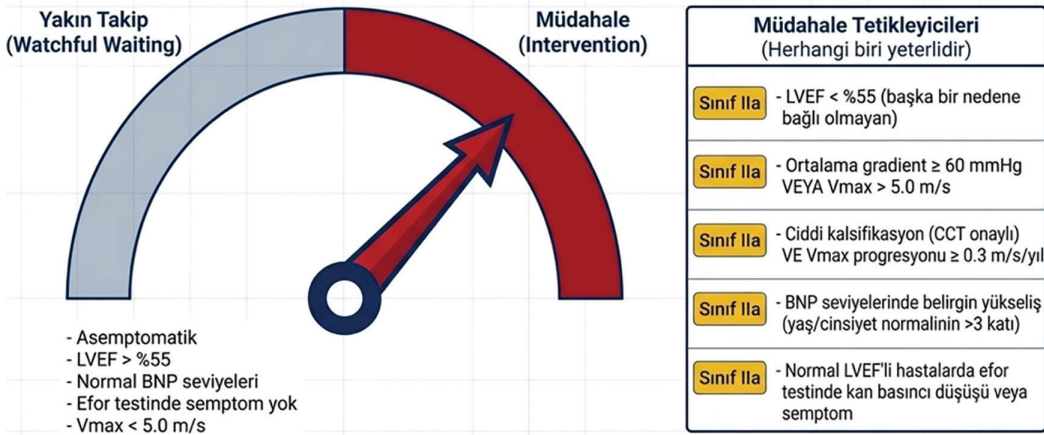 Yakın Takip
(Watchful Waiting)
Müdahale
(Intervention)
- Asemptomatik
- LVEF > %55
- Normal BNP seviyeleri
- Efor testinde semptom yok
- Vmax < 5.0 m/s
Müdahale Tetikleyicileri
(Herhangi biri yeterlidir)
Sınıf IIa
- LVEF < %55 (başka bir nedene
bağlı olmayan)
Sınıf IIa
- Ortalama gradient ≥ 60 mmHg
VEYA Vmax > 5.0 m/s
Sınıf IIa
- Ciddi kalsifikasyon (CCT onaylı)
VE Vmax progresyonu ≥ 0.3 m/s/yıl
Sınıf IIa
- BNP seviyelerinde belirgin yükseliş
(yaş/cinsiyet normalinin >3 katı)
Sınıf IIa
- Normal LVEF'li hastalarda efor
testinde kan basıncı düşüşü veya
semptom